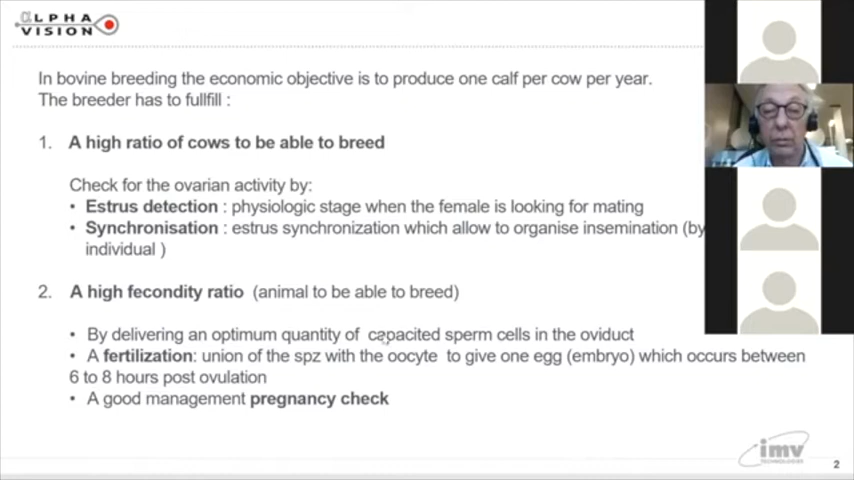 αLPHA
VISION
In bovine breeding the economic objective is to produce one calf per cow per year.
The breeder has to fullfill :
1. A high ratio of cows to be able to breed
Check for the ovarian activity by:
• Estrus detection : physiologic stage when the female is looking for mating
• Synchronisation : estrus synchronization which allow to organise insemination (by
individual )
2. A high fecondity ratio (animal to be able to breed)
• By delivering an optimum quantity of capacited sperm cells in the oviduct
• A fertilization: union of the spz with the oocyte to give one egg (embryo) which occurs between
6 to 8 hours post ovulation
• A good management pregnancy check
imv
TECHNOLOGIES
2